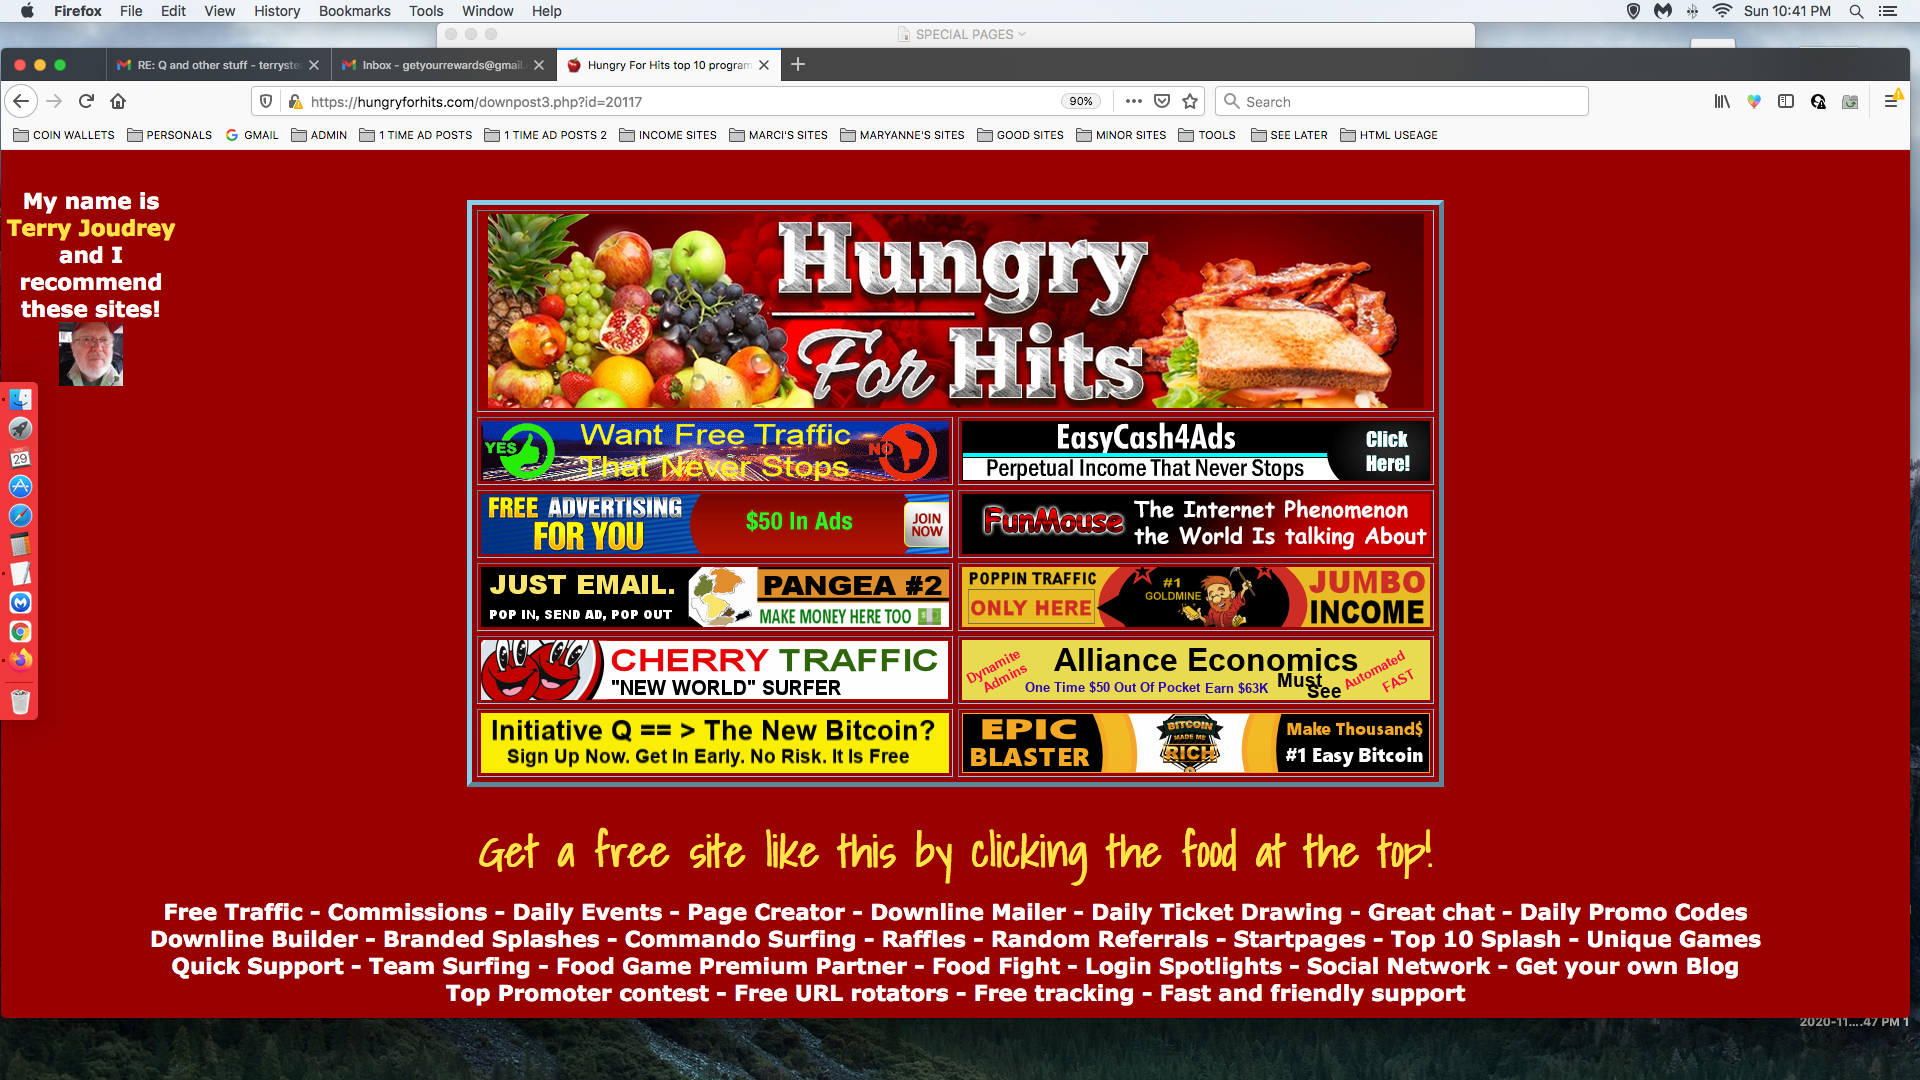 Firefox File Edit View History Bookmarks Tools Window Help
Sun 10:41 PM
SPECIAL PAGES
RE: Q and other stuff - terryste
Inbox - getyourrewards@gmail.
Hungry For Hits top 10 program
https://hungryforhits.com/downpost3.php?id=20117
90%
Search
COIN WALLETS PERSONALS GMAIL ADMIN 1 TIME AD POSTS 1 TIME AD POSTS 2 INCOME SITES MARCI'S SITES MARYANNE'S SITES GOOD SITES MINOR SITES TOOLS SEE LATER HTML USEAGE
My name is
Terry Joudrey
and I
recommend
these sites!
29
Hungry
For Hits
YES
Want Free Traffic
That Never Stops
NO
EasyCash4Ads
Perpetual Income That Never Stops
Click
Here!
FREE ADVERTISING
FOR YOU
$50 In Ads
JOIN
NOW
FunMouse
The Internet Phenomenon
the World Is talking About
JUST EMAIL.
POP IN, SEND AD, POP OUT
PANGEA #2
MAKE MONEY HERE TOO
POPPIN TRAFFIC
ONLY HERE
#1
GOLDMINE
JUMBO
INCOME
CHERRY TRAFFIC
"NEW WORLD" SURFER
Dynamite
Admins
Alliance Economics
One Time $50 Out Of Pocket Earn $63K
Must
See
Automated
FAST
Initiative Q == > The New Bitcoin?
Sign Up Now. Get In Early. No Risk. It Is Free
EPIC
BLASTER
BITCOIN
MADE ME
RICH
Make Thousand$
#1 Easy Bitcoin
Get a free site like this by clicking the food at the top!
Free Traffic - Commissions - Daily Events - Page Creator - Downline Mailer - Daily Ticket Drawing - Great chat - Daily Promo Codes
Downline Builder - Branded Splashes - Commando Surfing - Raffles - Random Referrals - Startpages - Top 10 Splash - Unique Games
Quick Support - Team Surfing - Food Game Premium Partner - Food Fight - Login Spotlights - Social Network - Get your own Blog
Top Promoter contest - Free URL rotators - Free tracking - Fast and friendly support
2020-11....47 PM 1